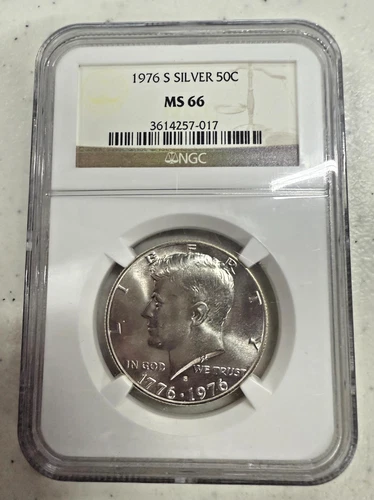 1976 S SILVER 50C
MS 66
3614257-017
NGC
LIBERTY
IN GOD WE TRUST
S
1776 · 1976